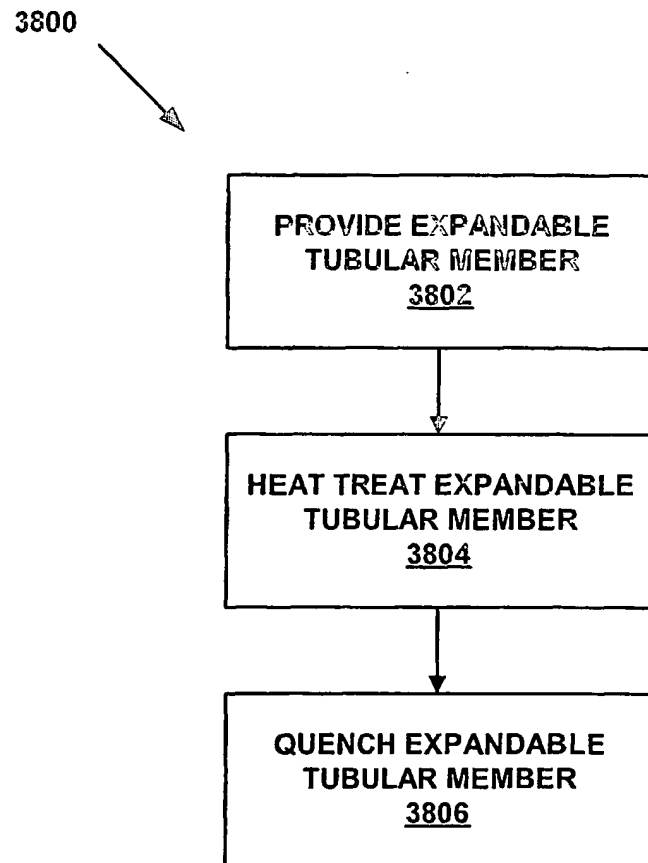 3800
PROVIDE EXPANDABLE
TUBULAR MEMBER
3802
HEAT TREAT EXPANDABLE
TUBULAR MEMBER
3804
QUENCH EXPANDABLE
TUBULAR MEMBER
3806